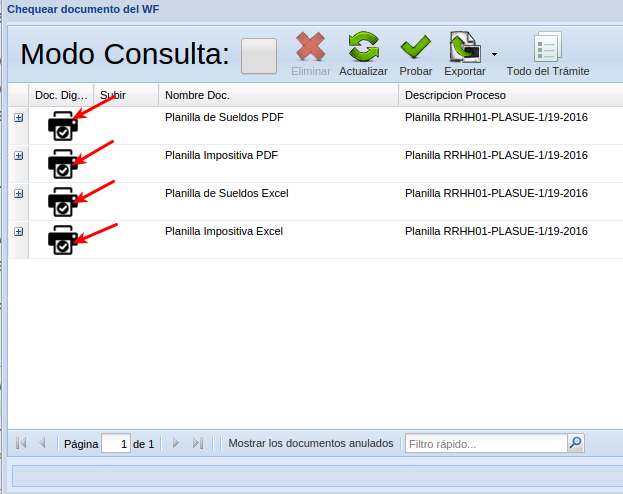 Chequear documento del WF
Modo Consulta:
Eliminar Actualizar Probar Exportar Todo del Trámite
Doc. Dig... Subir Nombre Doc. Descripcion Proceso
Planilla de Sueldos PDF Planilla RRHH01-PLASUE-1/19-2016
Planilla Impositiva PDF Planilla RRHH01-PLASUE-1/19-2016
Planilla de Sueldos Excel Planilla RRHH01-PLASUE-1/19-2016
Planilla Impositiva Excel Planilla RRHH01-PLASUE-1/19-2016
Página 1 de 1 Mostrar los documentos anulados Filtro rápido...